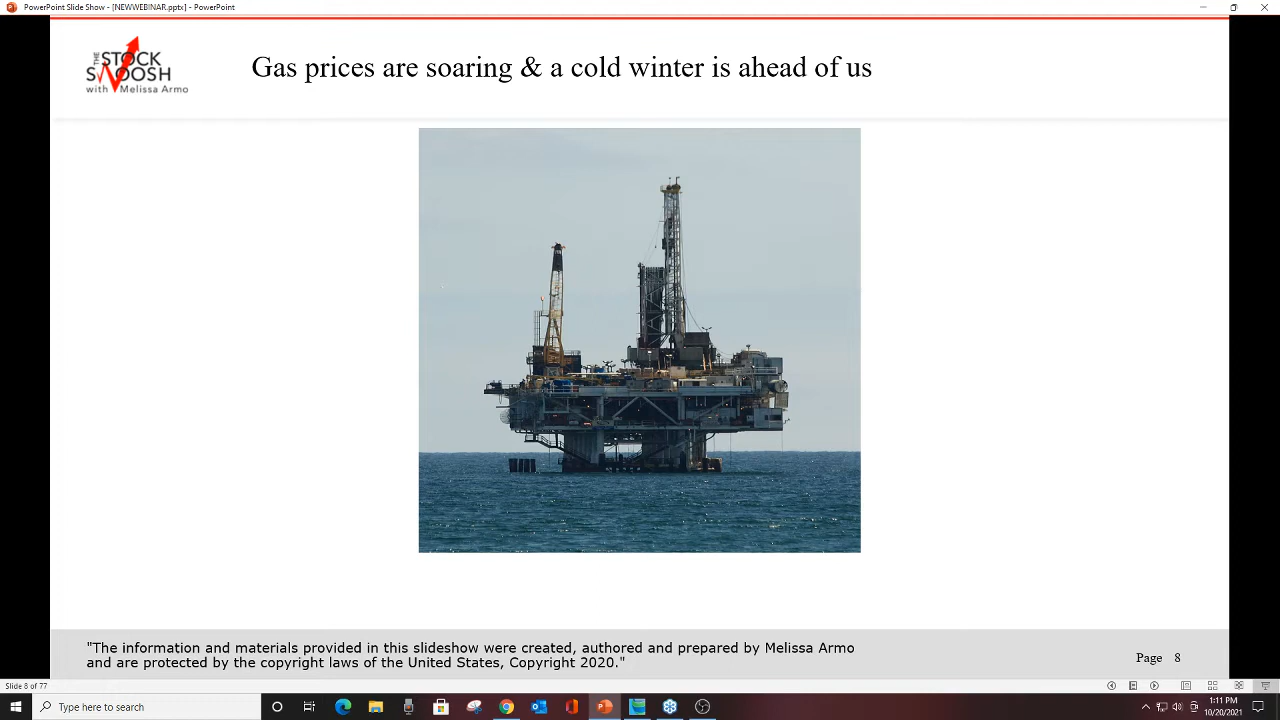 PowerPoint Slide Show - [NEWWEBINAR.pptx] - PowerPoint
THE
STOCK
SWOOSH
with Melissa Armo
Gas prices are soaring & a cold winter is ahead of us
"The information and materials provided in this slideshow were created, authored and prepared by Melissa Armo
and are protected by the copyright laws of the United States, Copyright 2020."
Page 8
Slide 8 of 77
Type here to search
1:11 PM
10/20/2021